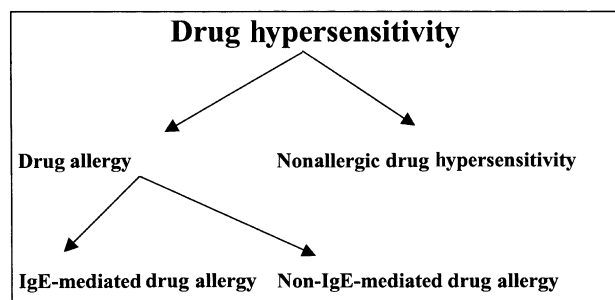 Drug hypersensitivity
Drug allergy
Nonallergic drug hypersensitivity
IgE-mediated drug allergy
Non-IgE-mediated drug allergy